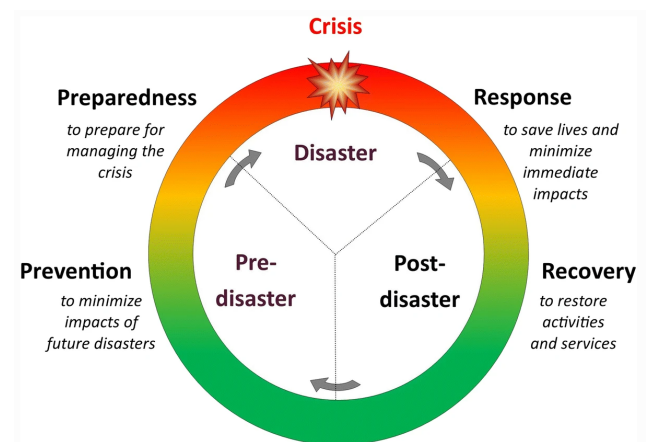 Crisis
Preparedness
to prepare for
managing the
crisis
Response
to save lives and
minimize
immediate
impacts
Disaster
Prevention
to minimize
impacts of
future disasters
Pre-
disaster
Post-
disaster
Recovery
to restore
activities
and services